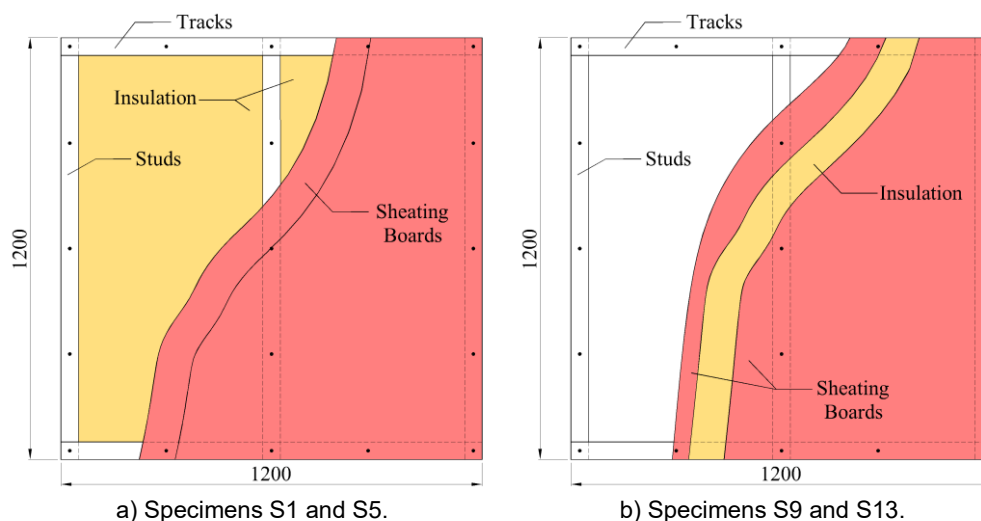 Tracks
Insulation
Studs
Sheating
Boards
1200
1200
a) Specimens S1 and S5.
Tracks
Studs
Insulation
Sheating
Boards
1200
1200
b) Specimens S9 and S13.